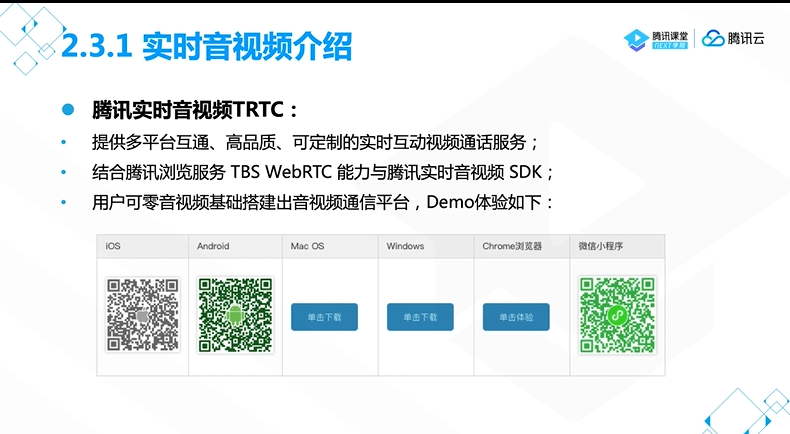 2.3.1 实时音视频介绍
腾讯课堂
NEXT学院
腾讯云
腾讯实时音视频TRTC：
提供多平台互通、高品质、可定制的实时互动视频通话服务；
结合腾讯浏览服务 TBS WebRTC 能力与腾讯实时音视频 SDK；
用户可零音视频基础搭建出音视频通信平台，Demo体验如下：
iOS
Android
Mac OS
Windows
Chrome浏览器
微信小程序
单击下载
单击下载
单击体验